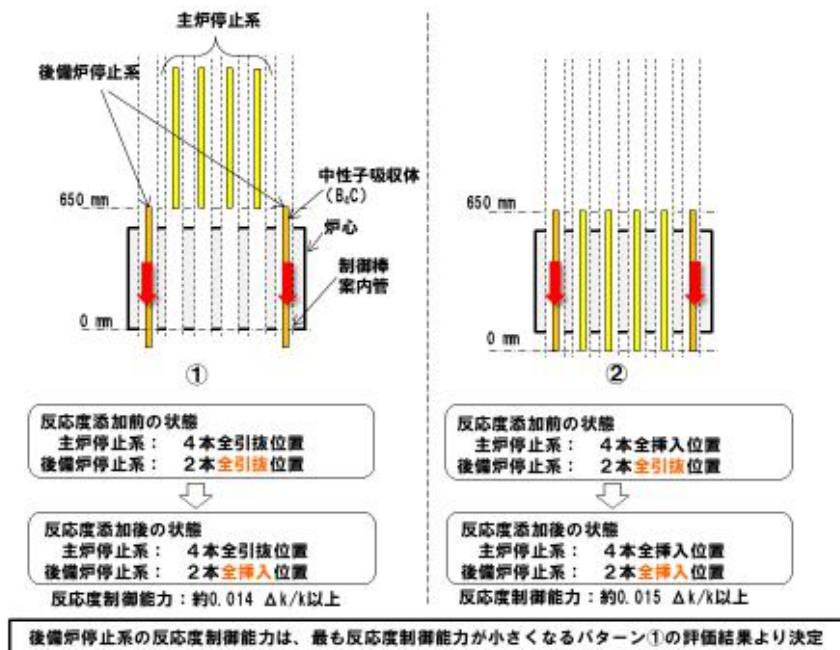 主炉停止系
後備炉停止系
中性子吸収体
(B₄C)
650 mm
炉心
制御棒
案内管
0 mm
①
反応度添加前の状態
主炉停止系： ４本全引抜位置
後備炉停止系： ２本全引抜位置
反応度添加後の状態
主炉停止系： ４本全引抜位置
後備炉停止系： ２本全挿入位置
反応度制御能力：約0.014 Δk/k以上
650 mm
0 mm
②
反応度添加前の状態
主炉停止系： ４本全挿入位置
後備炉停止系： ２本全引抜位置
反応度添加後の状態
主炉停止系： ４本全挿入位置
後備炉停止系： ２本全挿入位置
反応度制御能力：約0.015 Δk/k以上
後備炉停止系の反応度制御能力は、最も反応度制御能力が小さくなるパターン①の評価結果より決定